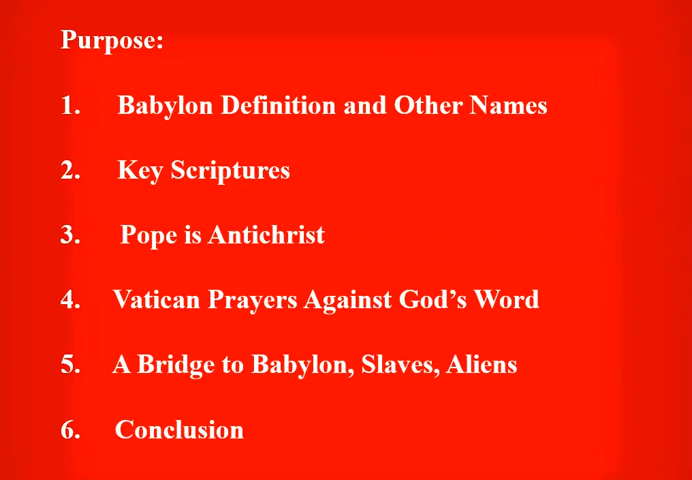 Purpose:
1. Babylon Definition and Other Names
2. Key Scriptures
3. Pope is Antichrist
4. Vatican Prayers Against God’s Word
5. A Bridge to Babylon, Slaves, Aliens
6. Conclusion